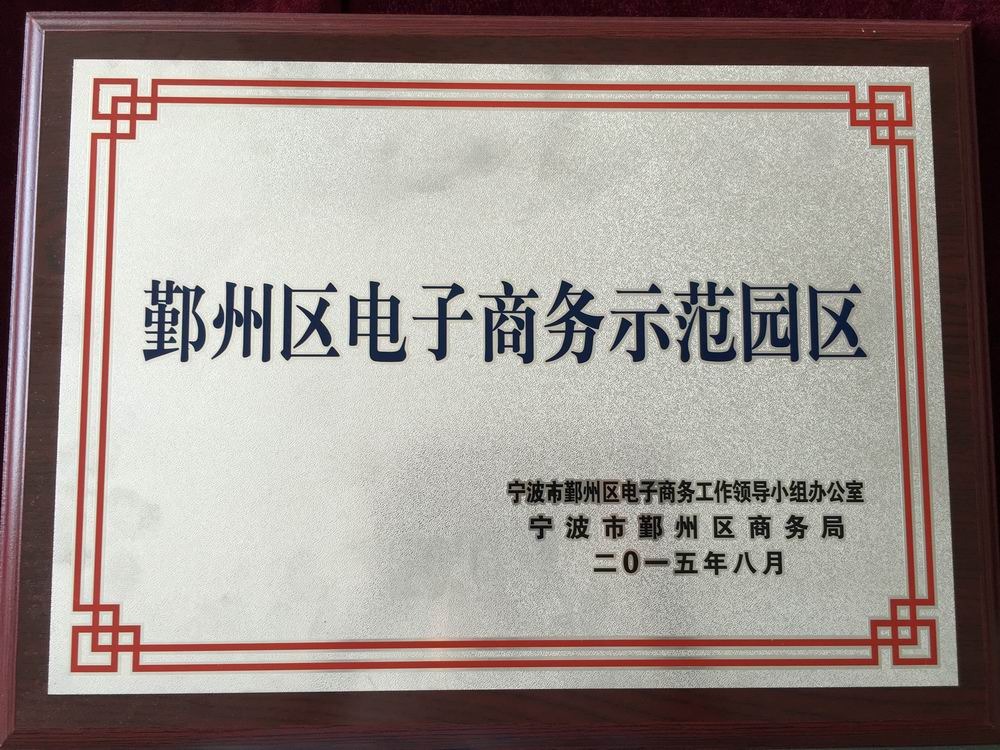 鄞州区电子商务示范园区
宁波市鄞州区电子商务工作领导小组办公室
宁波市鄞州区商务局
二0一五年八月